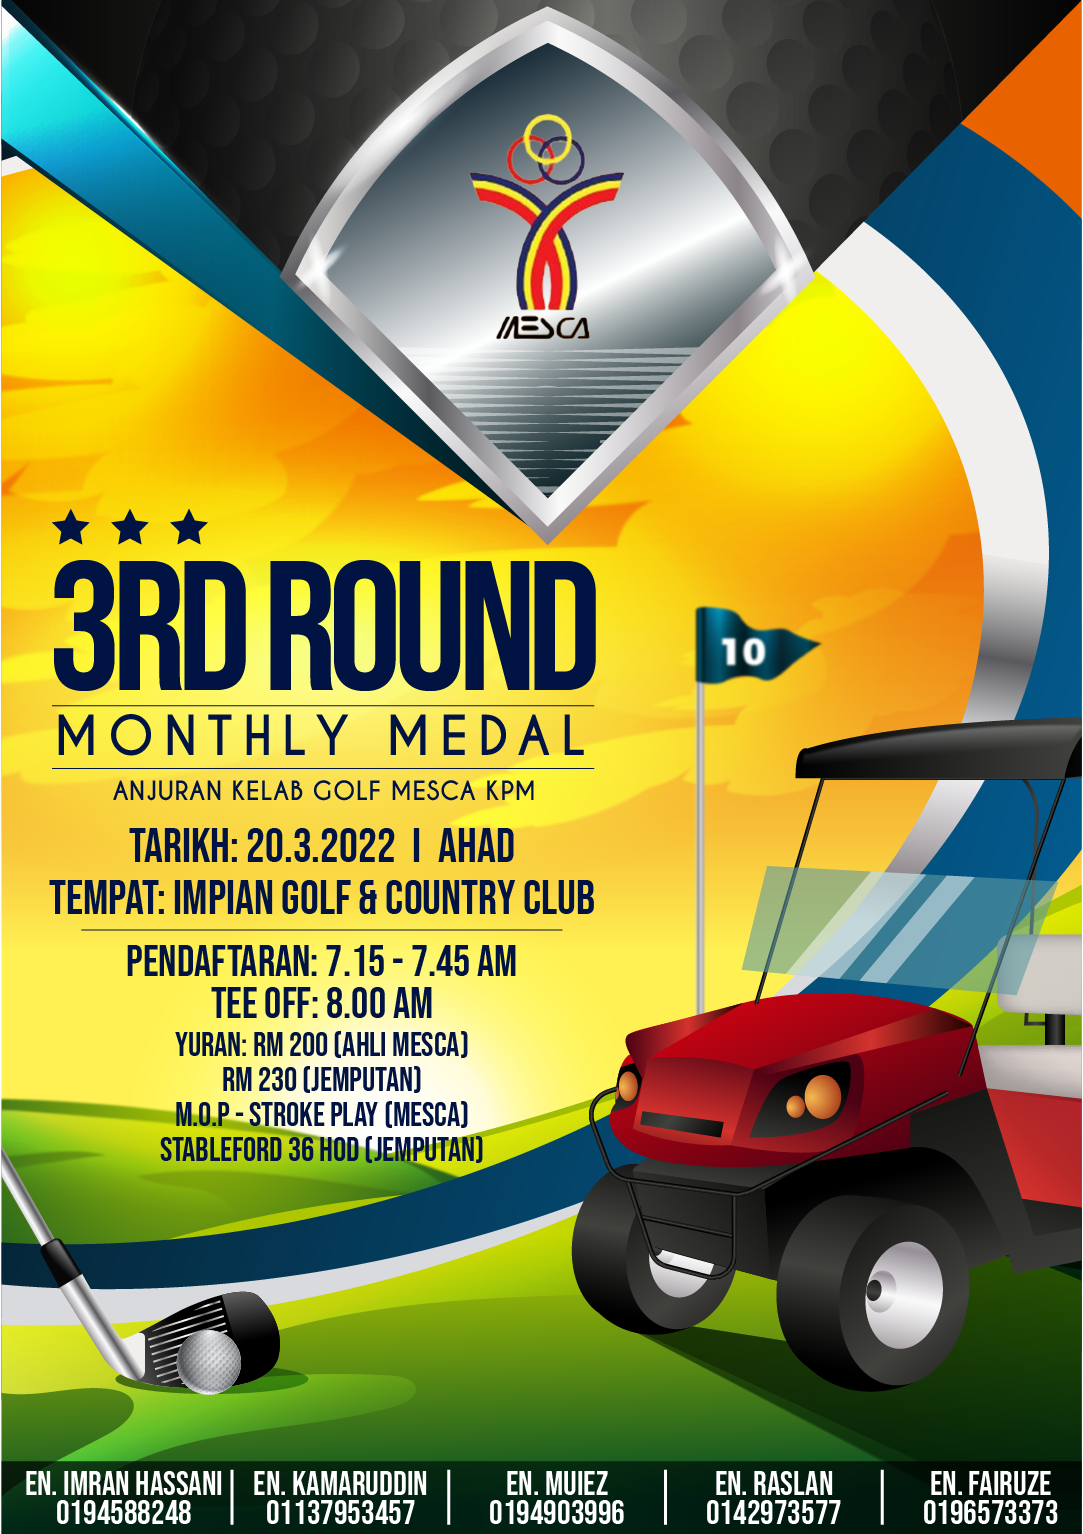 MESCA
3RD ROUND
MONTHLY MEDAL
ANJURAN KELAB GOLF MESCA KPM
TARIKH: 20.3.2022 I AHAD
TEMPAT: IMPIAN GOLF & COUNTRY CLUB
PENDAFTARAN: 7.15 - 7.45 AM
TEE OFF: 8.00 AM
YURAN: RM 200 (AHLI MESCA)
RM 230 (JEMPUTAN)
M.O.P - STROKE PLAY (MESCA)
STABLEFORD 36 HOD (JEMPUTAN)
10
EN. IMRAN HASSANI
0194588248
EN. KAMARUDDIN
01137953457
EN. MUIEZ
0194903996
EN. RASLAN
0142973577
EN. FAIRUZE
0196573373